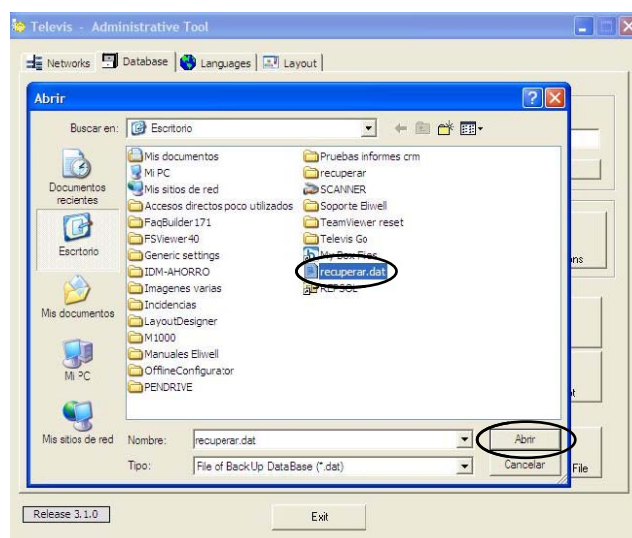 Televis - Administrative Tool
Networks Database Languages Layout
Abrir
Buscar en: Escritorio
Documentos recientes
Escritorio
Mis documentos
Mi PC
Mis sitios de red
Mis documentos
Mi PC
Mis sitios de red
Accesos directos poco utilizados
FaqBuilder171
FSViewer40
Generic settings
IDM-AHORRO
Imagenes varias
Incidencias
LayoutDesigner
M1000
Manuales Eliwell
OfflineConfigurator
PENDRIVE
Pruebas informes crm
recuperar
SCANNER
Soporte Eliwell
TeamViewer reset
Televis Go
My Box Files
recuperar.dat
REPSOL
Nombre: recuperar.dat
Tipo: File of BackUp DataBase (*.dat)
Abrir
Cancelar
File
Release 3.1.0
Exit